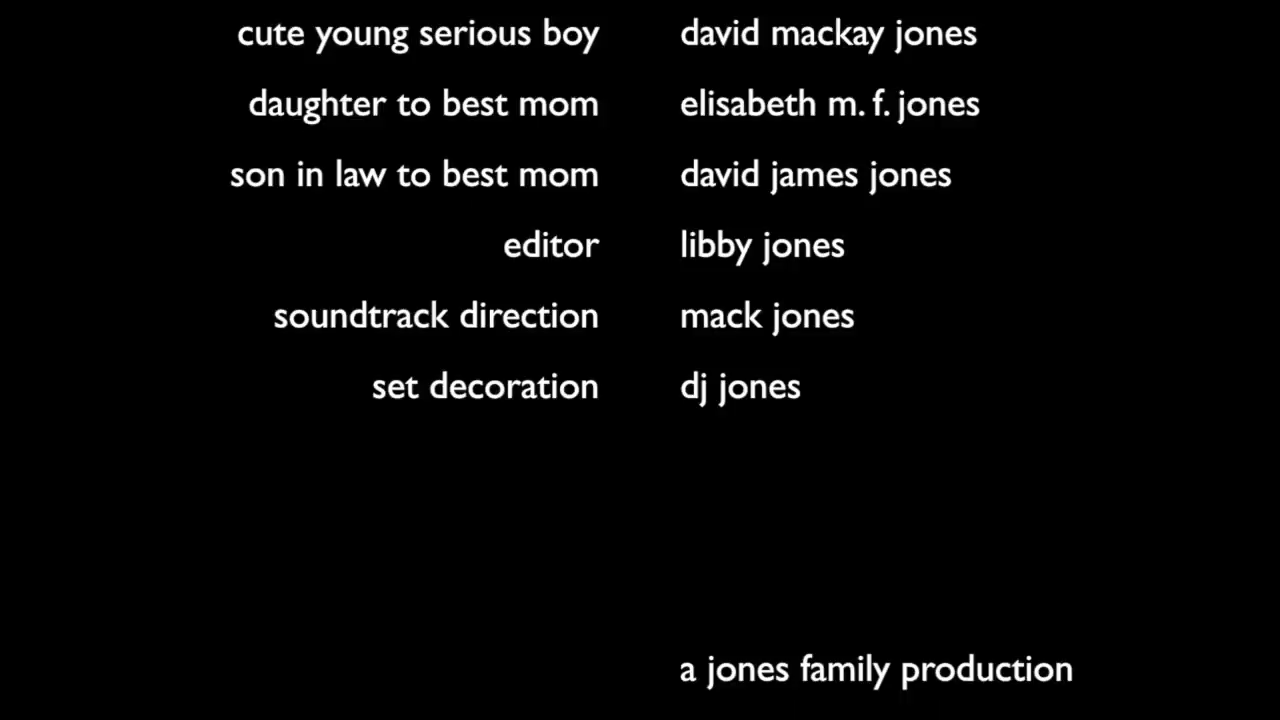 cute young serious boy david mackay jones
daughter to best mom elisabeth m. f. jones
son in law to best mom david james jones
editor libby jones
soundtrack direction mack jones
set decoration dj jones
a jones family production